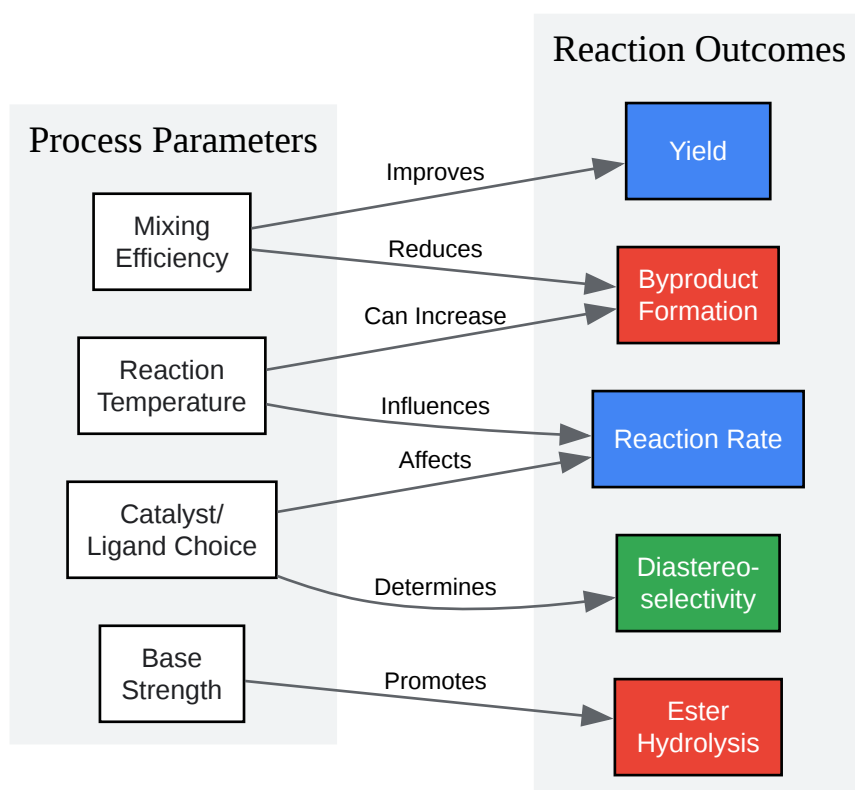 Reaction Outcomes
Process Parameters
Mixing
Efficiency
Reaction
Temperature
Catalyst/
Ligand Choice
Base
Strength
Improves
Reduces
Can Increase
Influences
Affects
Determines
Promotes
Yield
Byproduct
Formation
Reaction Rate
Diastereo-
selectivity
Ester
Hydrolysis